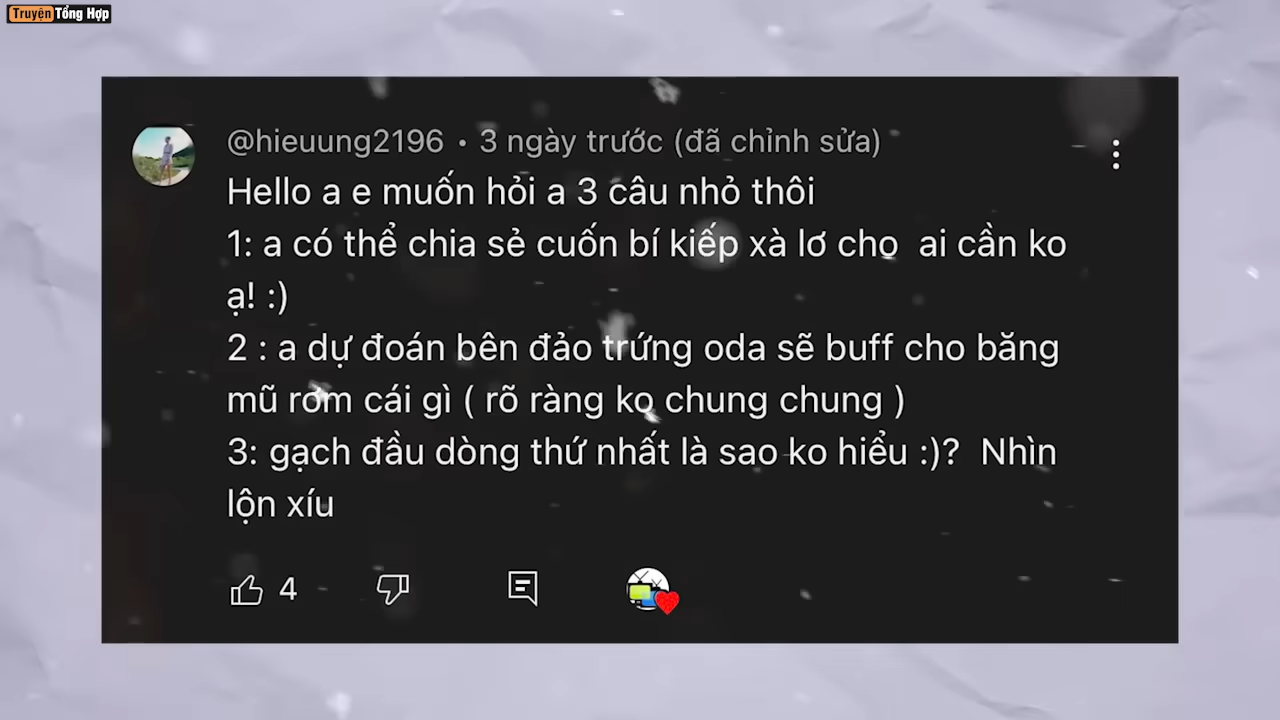 Truyện Tổng Hợp
@hieuung2196 • 3 ngày trước (đã chỉnh sửa)
Hello a e muốn hỏi a 3 câu nhỏ thôi
1: a có thể chia sẻ cuốn bí kiếp xà lơ cho  ai cần ko
ạ! :)
2 : a dự đoán bên đảo trứng oda sẽ buff cho băng
mũ rơm cái gì ( rõ ràng ko chung chung )
3: gạch đầu dòng thứ nhất là sao ko hiểu :)?  Nhìn
lộn xíu
4